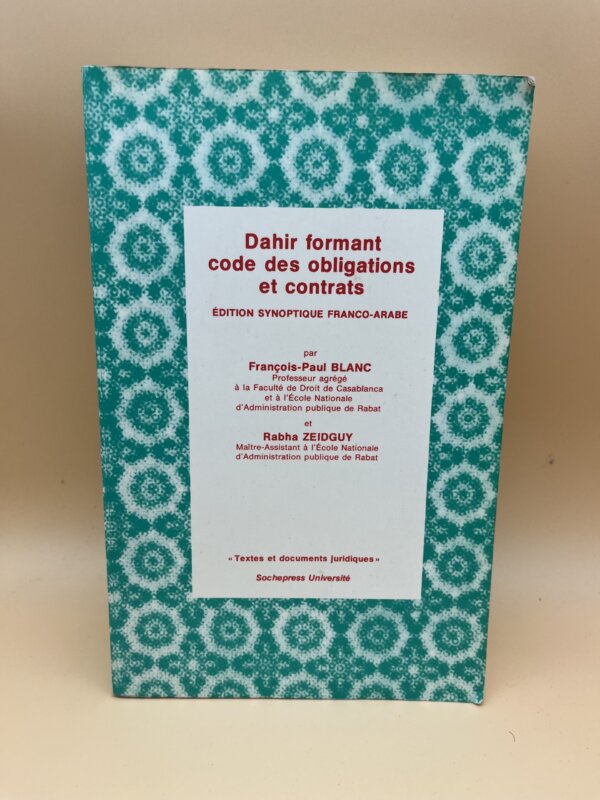 Dahir formant
code des obligations
et contrats
ÉDITION SYNOPTIQUE FRANCO-ARABE
par
François-Paul BLANC
Professeur agrégé
à la Faculté de Droit de Casablanca
et à l'École Nationale
d'Administration publique de Rabat
et
Rabha ZEIDGUY
Maître-Assistant à l'École Nationale
d'Administration publique de Rabat
« Textes et documents juridiques »
Sochepress Université